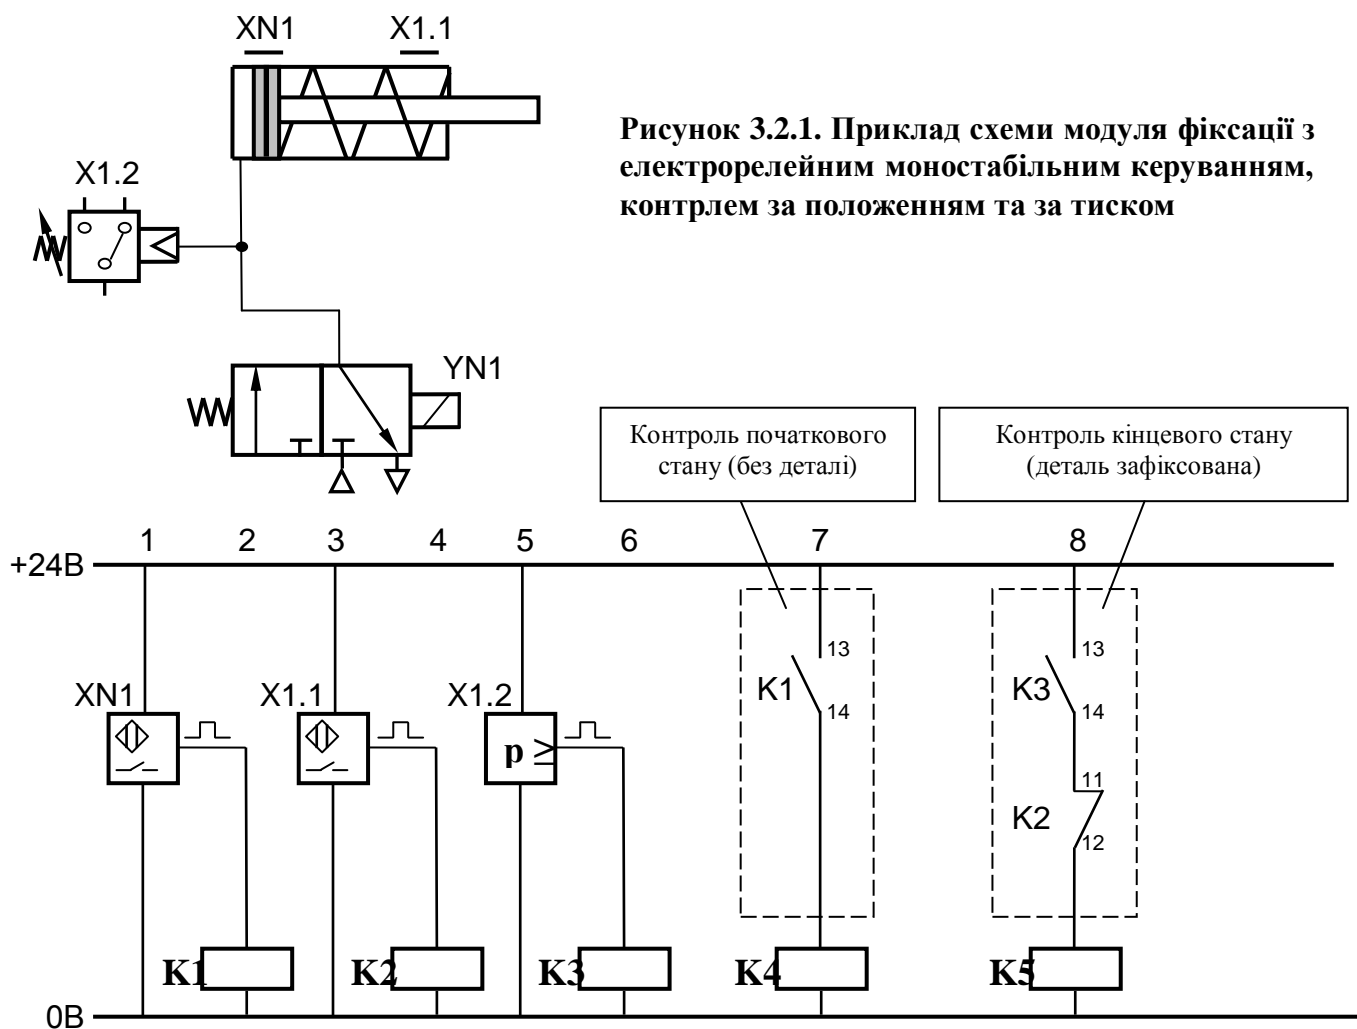 XN1 X1.1
Рисунок 3.2.1. Приклад схеми модуля фіксації з
електрорелейним моностабільним керуванням,
контрлем за положенням та за тиском
X1.2
YN1
Контроль початкового
стану (без деталі)
Контроль кінцевого стану
(деталь зафіксована)
1 2 3 4 5 6 7 8
+24В
13 13
XN1 X1.1 X1.2 K1 K3
14 14
p ≥
11
K2
12
K1 K2 K3 K4 K5
0В